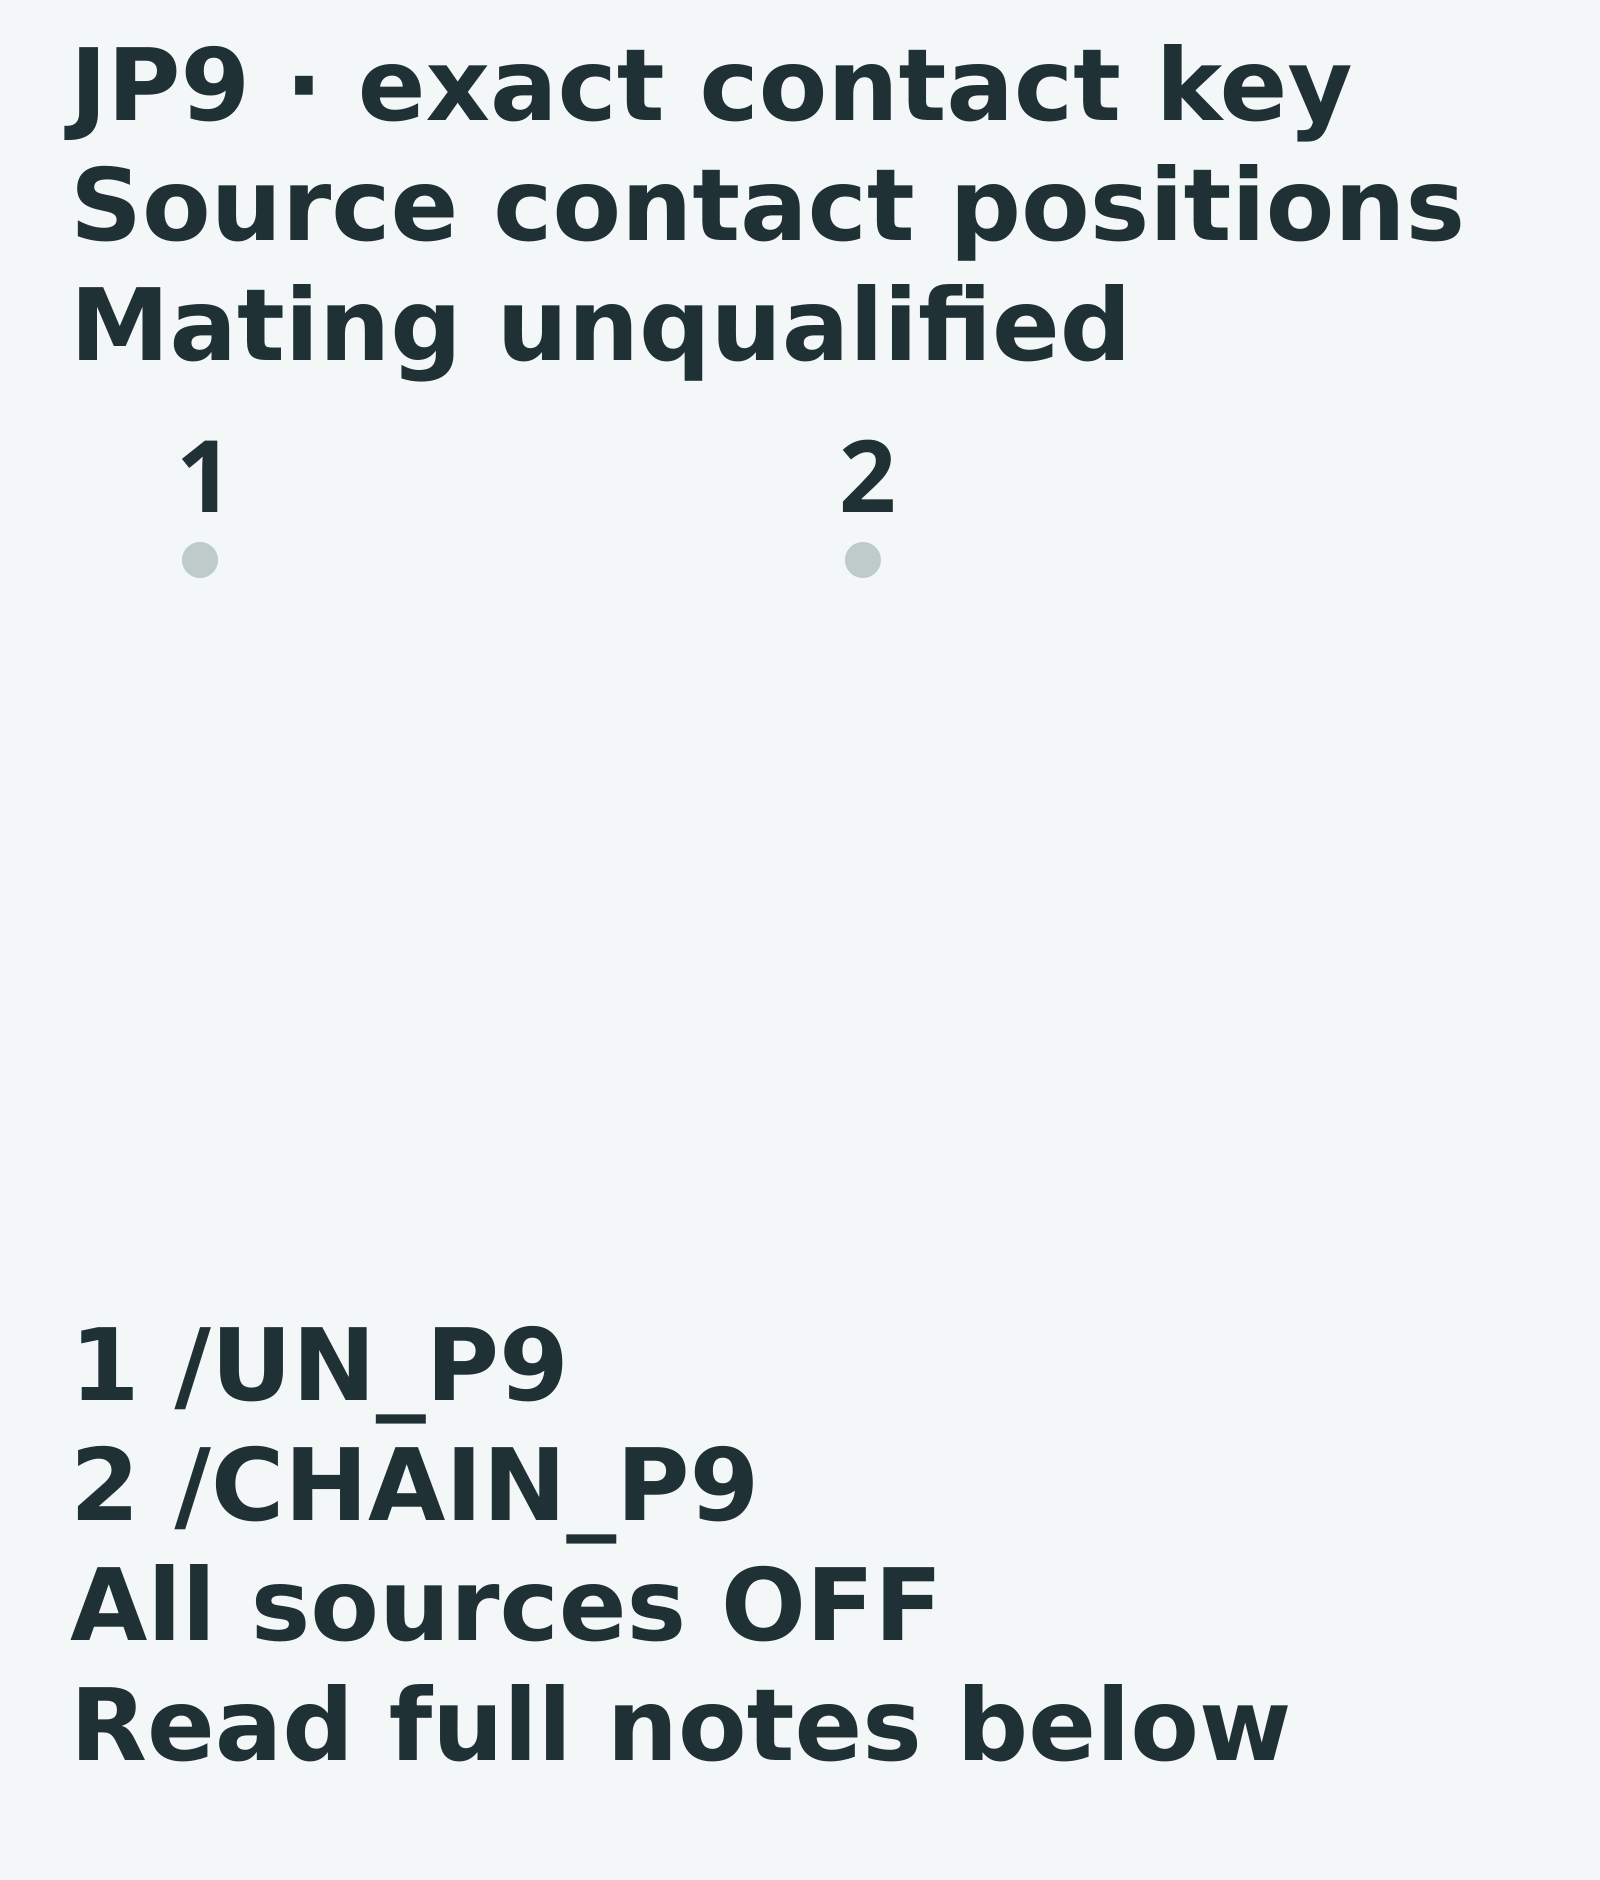 JP9 · exact contact key
Source contact positions
Mating unqualified
1 2
1 /UN_P9
2 /CHAIN_P9
All sources OFF
Read full notes below